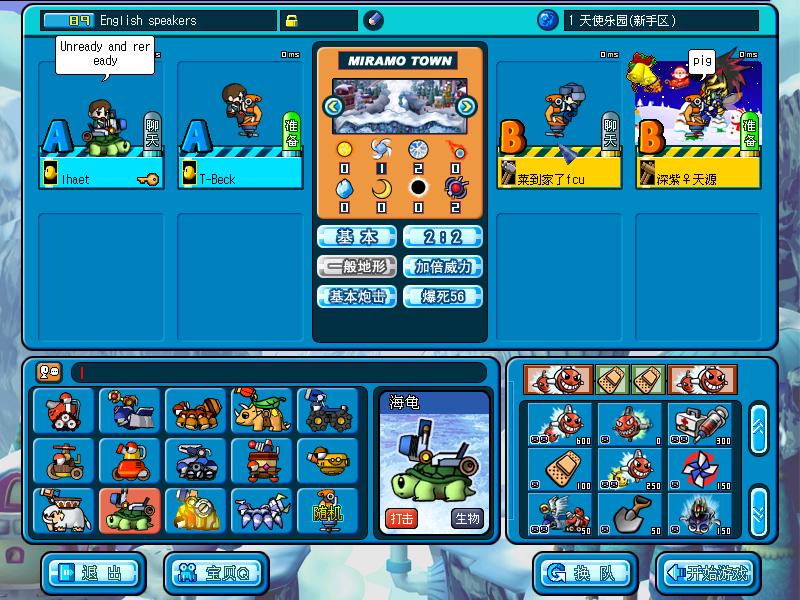 89 English speakers
1 天使乐园(新手区)
Unready and rer
eady
0ms
MIRAMO TOWN
0ms
pig
0ms
A
聊天
A
准备
B
聊天
B
准备
lhaet
T-Beck
菜到家了fcu
深紫♀天源
0 1 2 0
0 0 0 2
基本
2:2
一般地形
加倍威力
基本炮击
爆死56
海龟
打击
生物
随机
600
0
300
100
250
150
50
50
150
退出
宝贝Q
换队
开始游戏